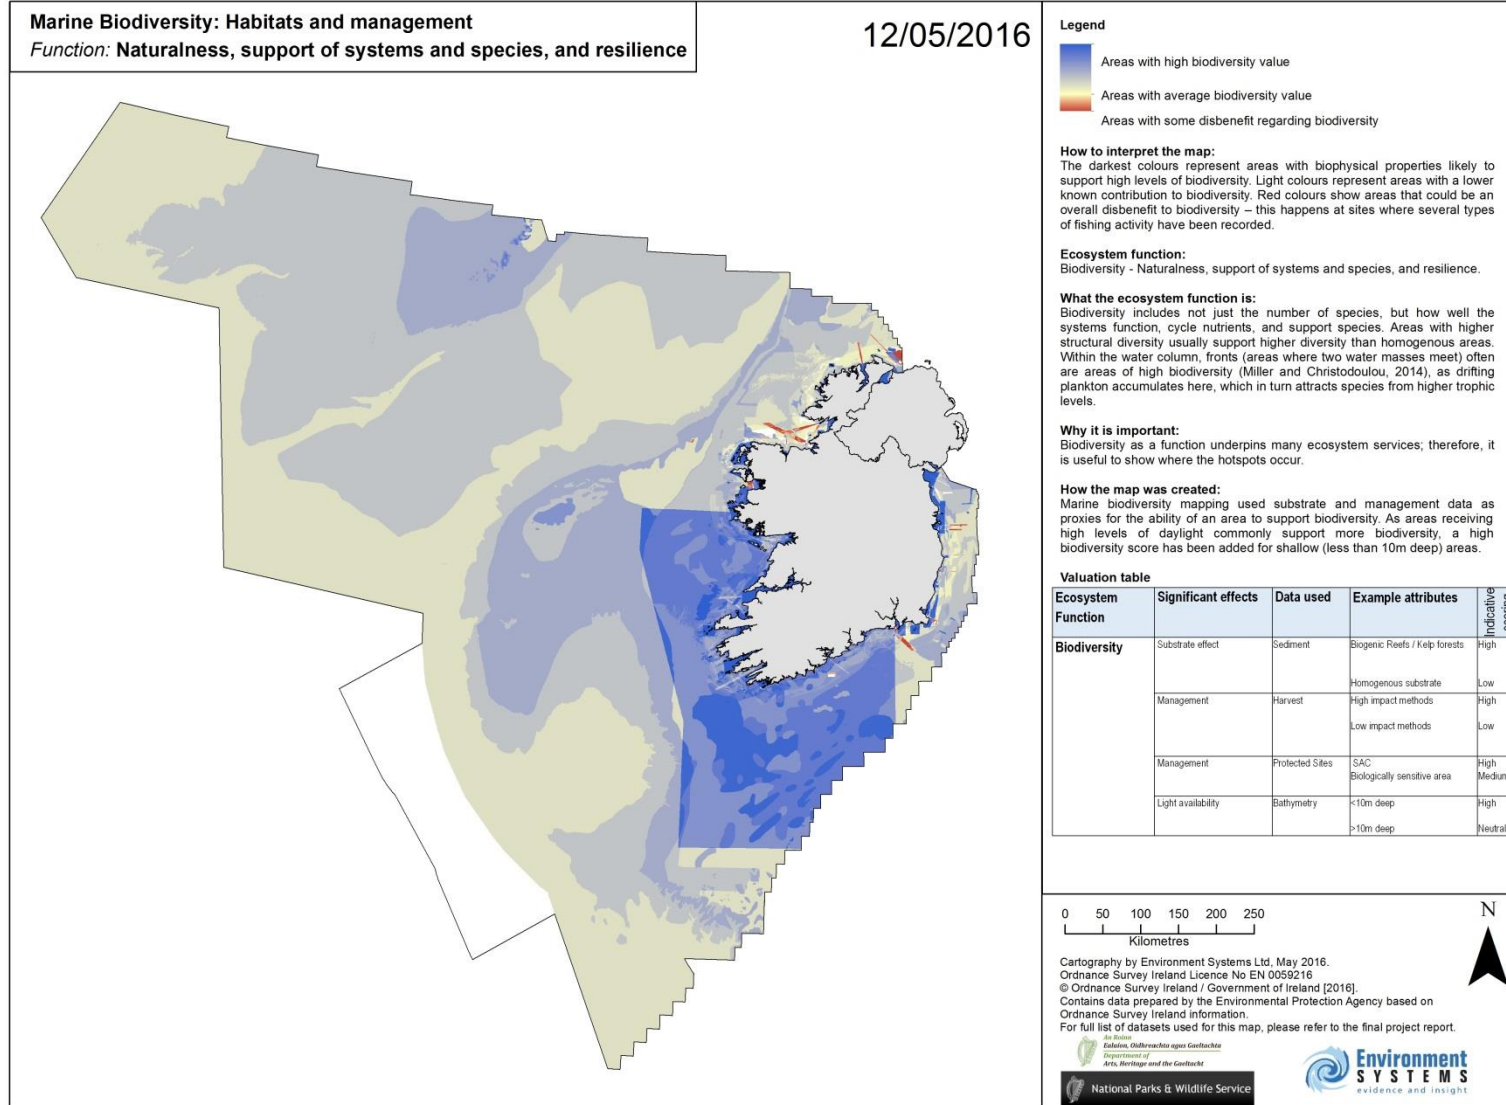 Marine Biodiversity: Habitats and management
Function: Naturalness, support of systems and species, and resilience
12/05/2016
Legend
Areas with high biodiversity value
Areas with average biodiversity value
Areas with some disbenefit regarding biodiversity
How to interpret the map:
The darkest colours represent areas with biophysical properties likely to
support high levels of biodiversity. Light colours represent areas with a lower
known contribution to biodiversity. Red colours show areas that could be an
overall disbenefit to biodiversity – this happens at sites where several types
of fishing activity have been recorded.
Ecosystem function:
Biodiversity - Naturalness, support of systems and species, and resilience.
What the ecosystem function is:
Biodiversity includes not just the number of species, but how well the
systems function, cycle nutrients, and support species. Areas with higher
structural diversity usually support higher diversity than homogenous areas.
Within the water column, fronts (areas where two water masses meet) often
are areas of high biodiversity (Miller and Christodoulou, 2014), as drifting
plankton accumulates here, which in turn attracts species from higher trophic
levels.
Why it is important:
Biodiversity as a function underpins many ecosystem services; therefore, it
is useful to show where the hotspots occur.
How the map was created:
Marine biodiversity mapping used substrate and management data as
proxies for the ability of an area to support biodiversity. As areas receiving
high levels of daylight commonly support more biodiversity, a high
biodiversity score has been added for shallow (less than 10m deep) areas.
Valuation table
Ecosystem Function Significant effects Data used Example attributes Indicative
Biodiversity Substrate effect Sediment Biogenic Reefs / Kelp forests High
Homogenous substrate Low
Management Harvest High impact methods High
Low impact methods Low
Management Protected Sites SAC High
Biologically sensitive area Medium
Light availability Bathymetry <10m deep High
>10m deep Neutral
0 50 100 150 200 250
Kilometres
N
Cartography by Environment Systems Ltd, May 2016.
Ordnance Survey Ireland Licence No EN 0059216
© Ordnance Survey Ireland / Government of Ireland [2016].
Contains data prepared by the Environmental Protection Agency based on
Ordnance Survey Ireland information.
For full list of datasets used for this map, please refer to the final project report.
An Roinn
Ealaíon, Oidhreachta agus Gaeltachta
Department of
Arts, Heritage and the Gaeltacht
National Parks & Wildlife Service
Environment
SYSTEMS
evidence and insight